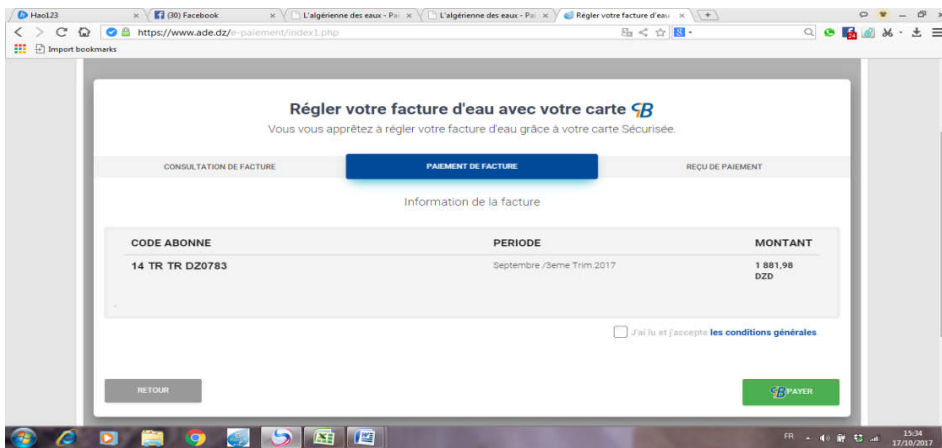 Hao123
(30) Facebook
L'algérienne des eaux - Pai
L'algérienne des eaux - Pai
Régler votre facture d'eau
https://www.ade.dz/e-paiement/index1.php
Import bookmarks
Régler votre facture d'eau avec votre carte CIB
Vous vous apprêtez à régler votre facture d'eau grâce à votre carte Sécurisée.
CONSULTATION DE FACTURE
PAIEMENT DE FACTURE
REÇU DE PAIEMENT
Information de la facture
CODE ABONNE PERIODE MONTANT
14 TR TR DZ0783 Septembre /3eme Trim.2017 1 881,98
DZD
J'ai lu et j'accepte les conditions générales.
RETOUR
CIB PAYER
FR
15:34
17/10/2017